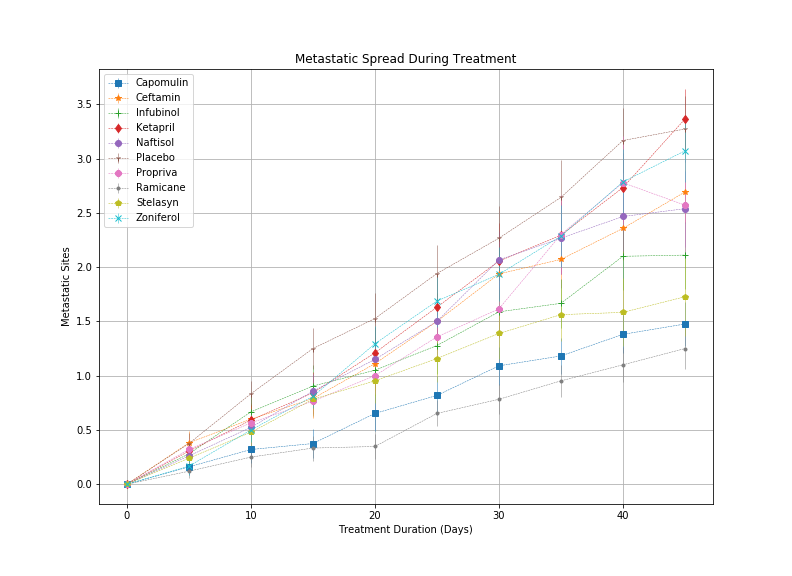 Metastatic Spread During Treatment
Capomulin
Ceftamin
Infubinol
Ketapril
Naftisol
Placebo
Propriva
Ramicane
Stelasyn
Zoniferol
3.5
3.0
2.5
2.0
1.5
1.0
0.5
0.0
Metastatic Sites
0 10 20 30 40
Treatment Duration (Days)